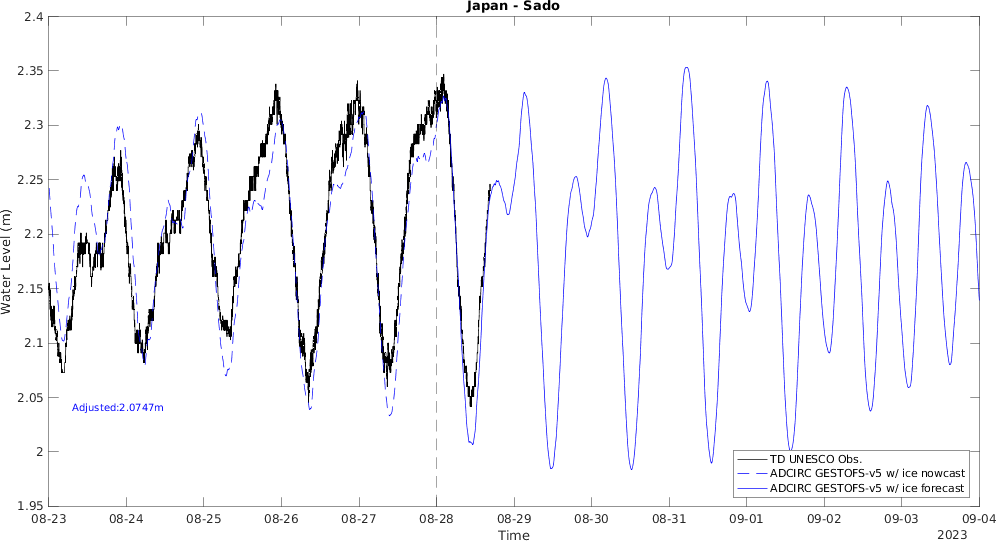 Japan - Sado
2.4
2.35
2.3
2.25
2.2
2.15
2.1
2.05
2
1.95
Water Level (m)
Adjusted:2.0747m
TD UNESCO Obs.
ADCIRC GESTOFS-v5 w/ ice nowcast
ADCIRC GESTOFS-v5 w/ ice forecast
08-23 08-24 08-25 08-26 08-27 08-28 08-29 08-30 08-31 09-01 09-02 09-03 09-04
Time
2023